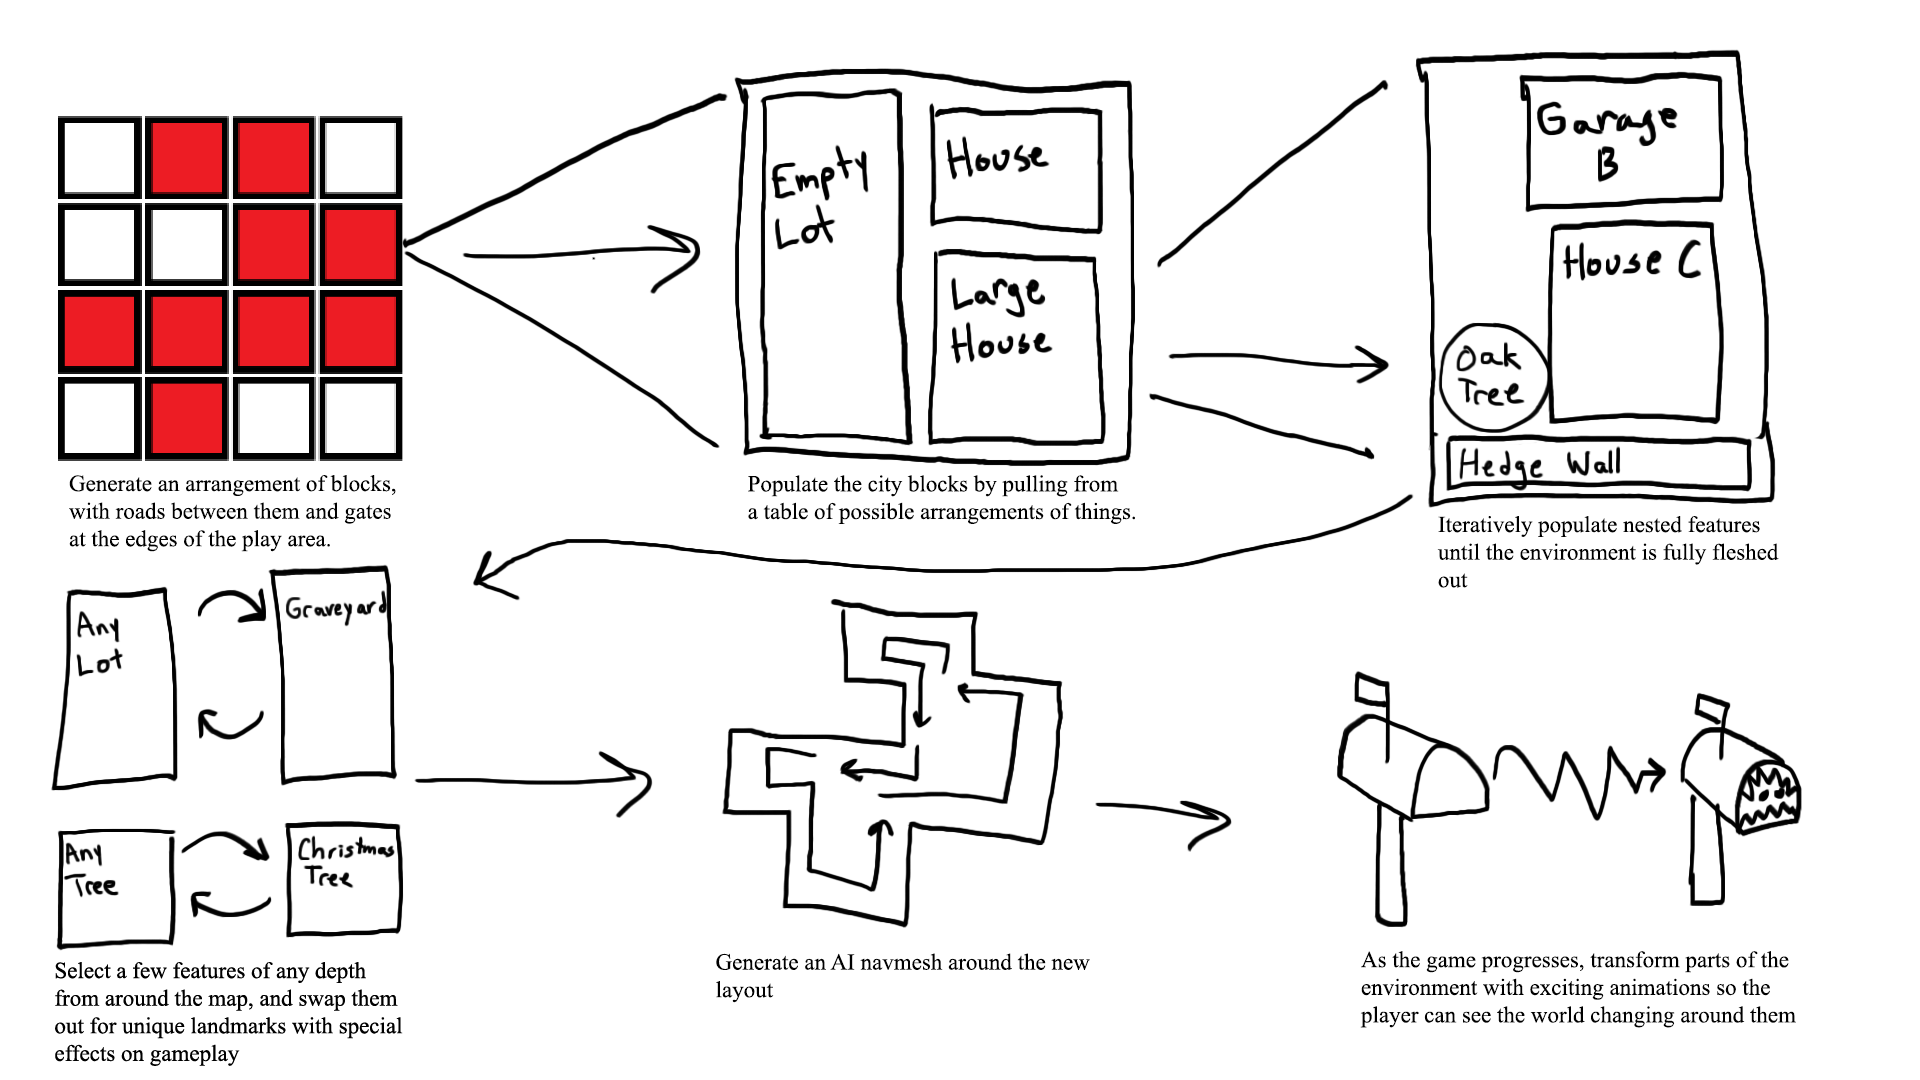 Empty
Lot
House
Large
House
Garage
B
House C
Oak
Tree
Hedge Wall
Generate an arrangement of blocks,
with roads between them and gates
at the edges of the play area.
Populate the city blocks by pulling from
a table of possible arrangements of things.
Iteratively populate nested features
until the environment is fully fleshed
out
Any
Lot
Graveyard
Any
Tree
Christmas
Tree
Select a few features of any depth
from around the map, and swap them
out for unique landmarks with special
effects on gameplay
Generate an AI navmesh around the new
layout
As the game progresses, transform parts of the
environment with exciting animations so the
player can see the world changing around them